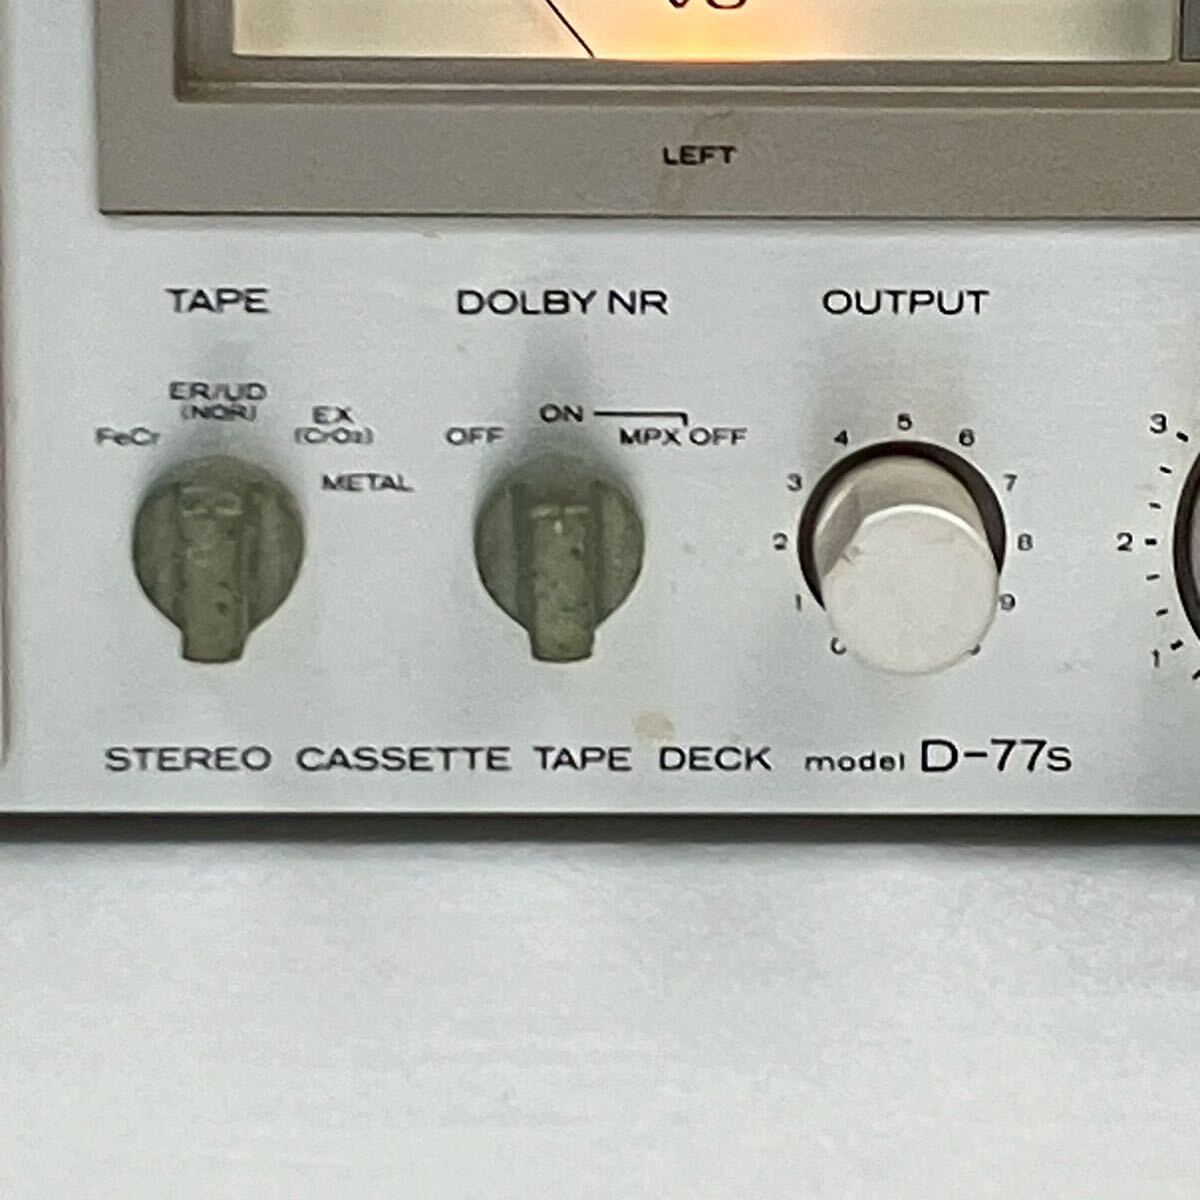 VU
LEFT
TAPE
DOLBY NR
OUTPUT
FeCr
ER/UD
(NOR)
EX
(CrO2)
METAL
OFF
ON
MPX OFF
1
2
3
4
5
6
7
8
9
3
2
1
STEREO CASSETTE TAPE DECK model D-77s